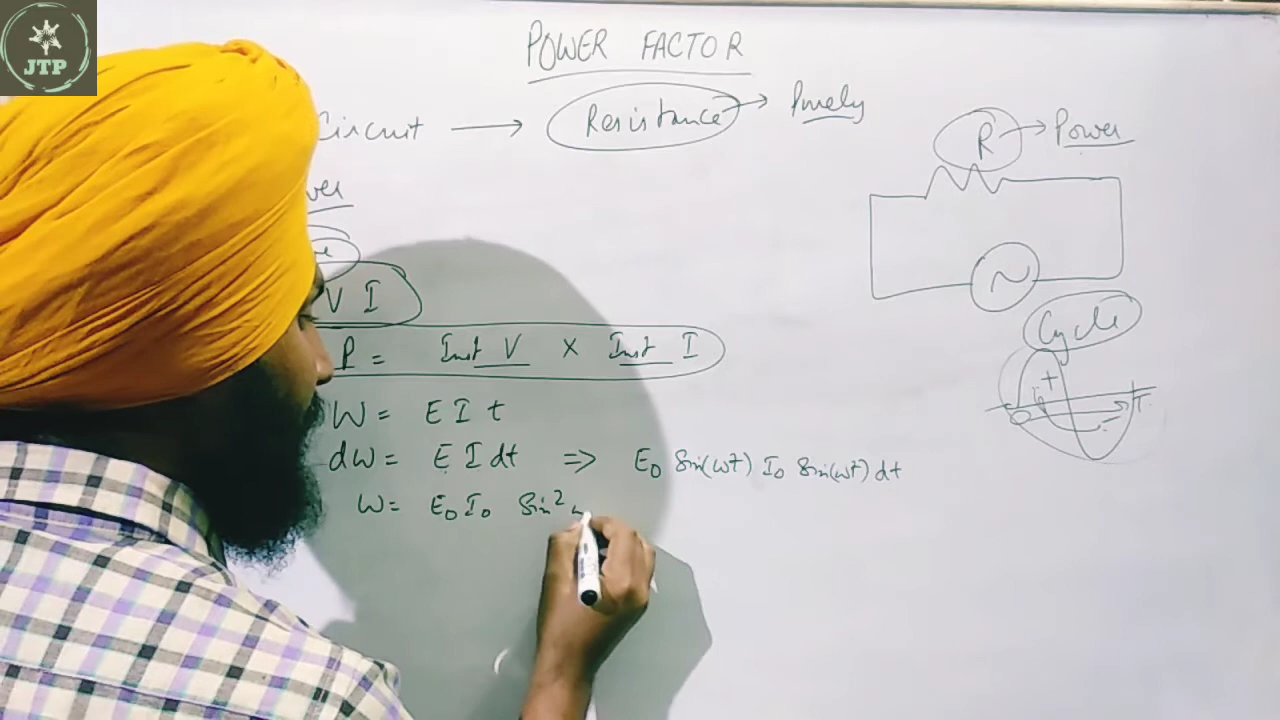 JTP
POWER FACTOR
Circuit → Resistance → Purely
R → Power
V I
P = Inst V × Inst I
Cycle
+
W = E I t
dW = E I dt ⇒ E₀ Sin(ωt) I₀ Sin(ωt) dt
W = E₀ I₀ Sin²